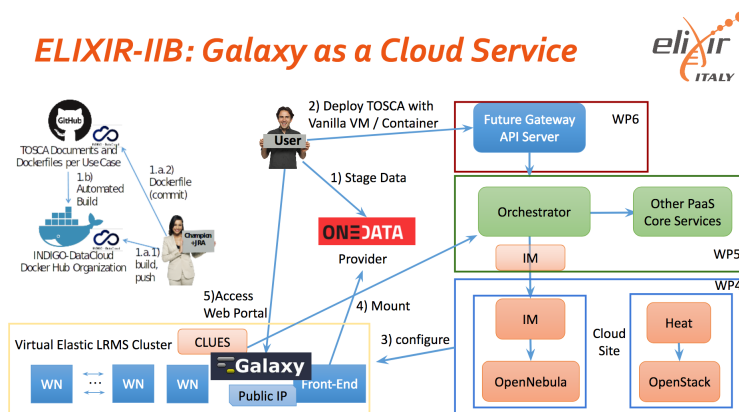 ELIXIR-IIB: Galaxy as a Cloud Service
elixir
ITALY
GitHub
TOSCA Documents and
Dockerfiles per Use Case
1.b)
Automated
Build
1.a.2)
Dockerfile
(commit)
INDIGO-DataCloud
Docker Hub Organization
1.a.1)
build,
push
Champion
+JRA
User
2) Deploy TOSCA with
Vanilla VM / Container
1) Stage Data
ONEDATA
Provider
5)Access
Web Portal
4) Mount
3) configure
Future Gateway
API Server
WP6
Orchestrator
Other PaaS
Core Services
IM
WP5
WP4
IM
OpenNebula
Cloud
Site
Heat
OpenStack
Virtual Elastic LRMS Cluster
CLUES
Galaxy
WN
...
WN
WN
Public IP
Front-End